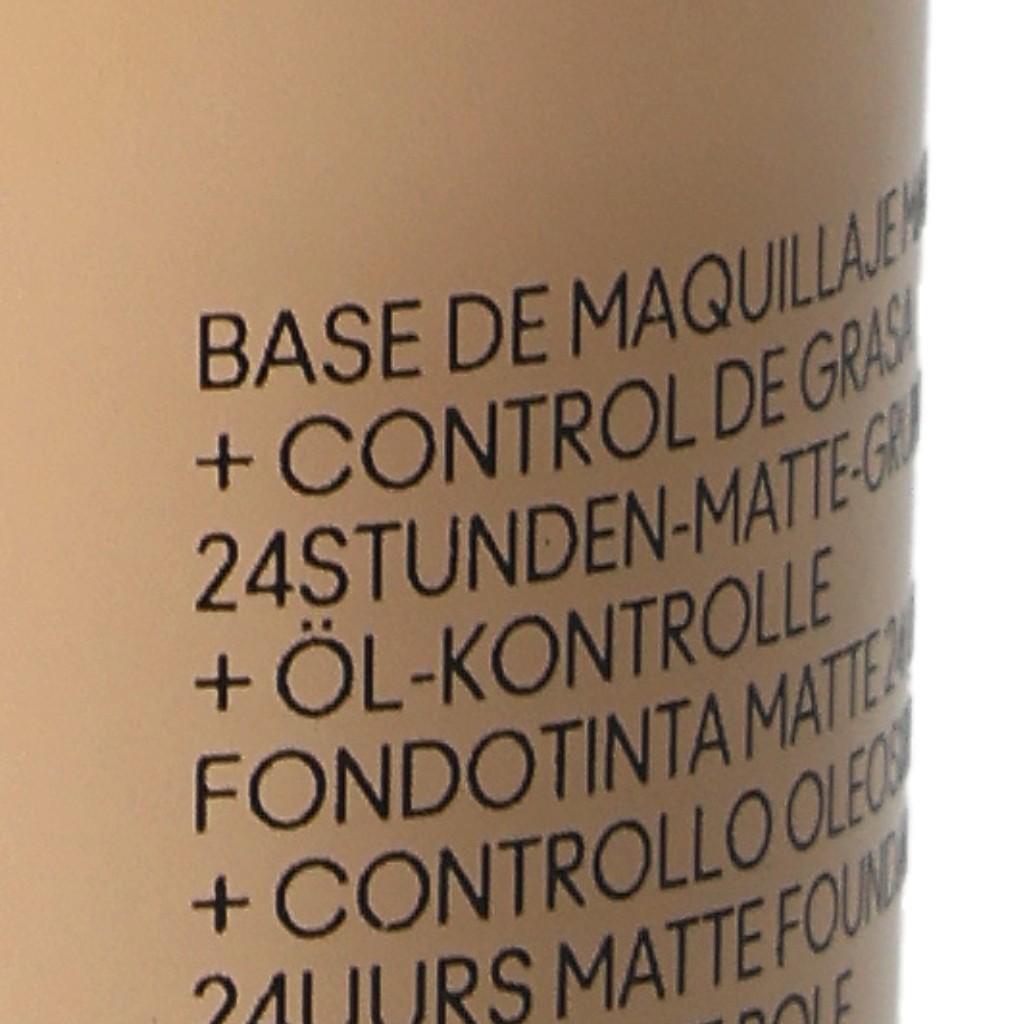 BASE DE MAQUILLAJE
+ CONTROL DE GRASA
24STUNDEN-MATTE-
+ ÖL-KONTROLLE
FONDOTINTA MATTE
+ CONTROLLO
24UURS MATTE